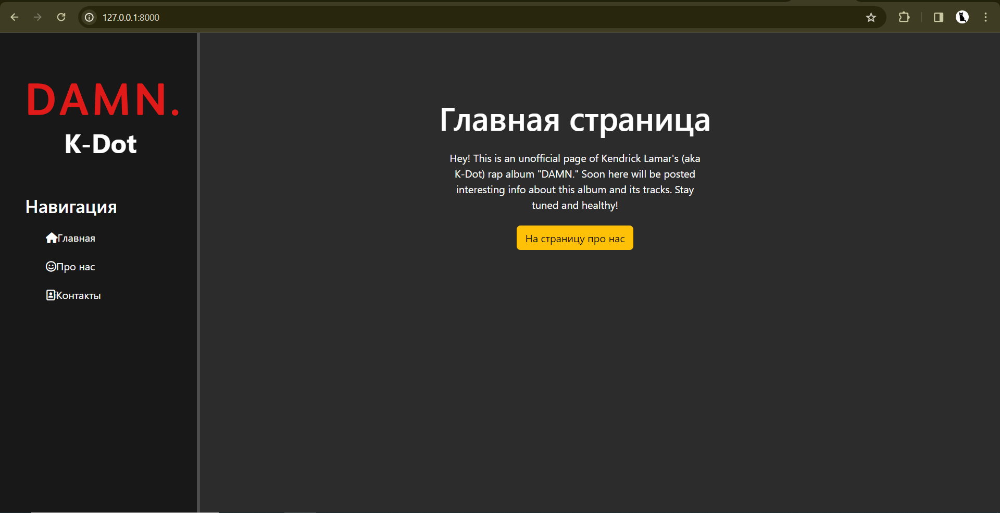 127.0.0.1:8000
DAMN.
K-Dot
Навигация
Главная
Про нас
Контакты
Главная страница
Hey! This is an unofficial page of Kendrick Lamar's (aka
K-Dot) rap album "DAMN." Soon here will be posted
interesting info about this album and its tracks. Stay
tuned and healthy!
На страницу про нас